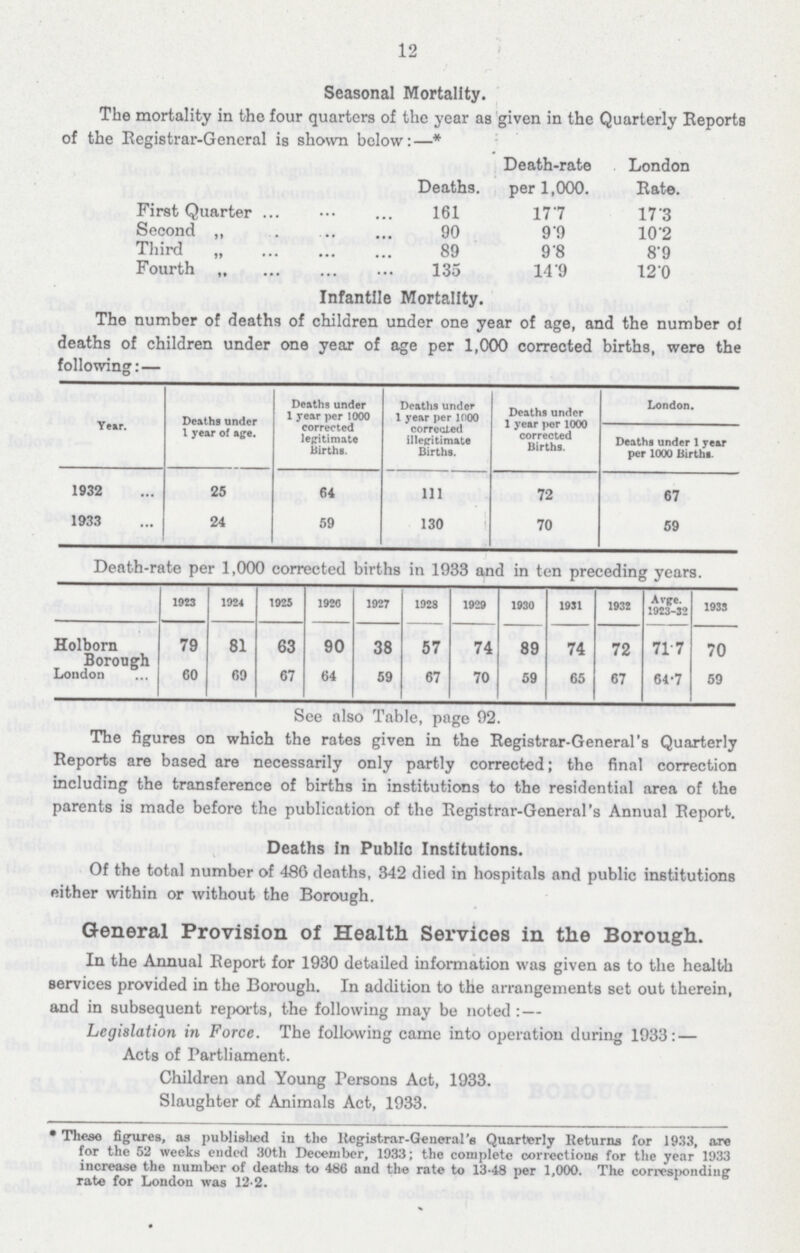 12
Seasonal Mortality.
The mortality in the four quarters of the year as given in the Quarterly Reports
of the Registrar-General is shown below:—*
Deaths. Death-rate per 1,000. London Rate.
First Quarter ... ... ... 161 17·7 17·3
Second „ . .. ... 90 9·9 10·2
Third „ ... ... ... 89 9·8 8·9
Fourth „ ... ... ... 135 14·9 12·0
Infantile Mortality.
The number of deaths of children under one year of age, and the number of
deaths of children under one year of age per 1,000 corrected births, were the
following:—
Year. Deaths under 1 year of age. Deaths under 1 year per 1000 corrected legitimate Births. Deaths under 1 year per 1000 corrected illegitimate Births. Deaths under 1 year per 1000 corrected Births. London. Deaths under 1 year per 1000 Births.
1932 ... 25 64 111 72 67
1933 ... 24 59 130 70 59
Death-rate per 1,000 corrected births in 1933 and in ten preceding years.
1923 1924 1925 1926 1927 1928 1929 1930 1931 1932 Avge. 1923-32 1933
Holborn Borough 79 81 63 90 38 57 74 89 74 72 71·7 70
London ... 60 69 67 64 59 67 70 59 65 67 64·7 59
See also Table, page 92.
The figures on which the rates given in the Registrar-General's Quarterly
Reports are based are necessarily only partly corrected; the final correction
including the transference of births in institutions to the residential area of the
parents is made before the publication of the Registrar-General's Annual Report.
Deaths in Public Institutions.
Of the total number of 486 deaths, 342 died in hospitals and public institutions
either within or without the Borough.
General Provision of Health Services in the Borough.
In the Annual Report for 1930 detailed information was given as to the health
services provided in the Borough. In addition to the arrangements set out therein,
and in subsequent reports, the following may be noted:—
Legislation in Force. The following came into operation during 1933:—
Acts of Partliament.
Children and Young Persons Act, 1933.
Slaughter of Animals Act, 1933.
* These figures, as published in the Registrar-General's Quarterly Returns for 1933, are
for the 52 weeks ended 30th December, 1933; the complete corrections for the year 1933
increase the number of deaths to 486 and the rate to 13·48 per 1,000. The corresponding
rate for London was 12·2.